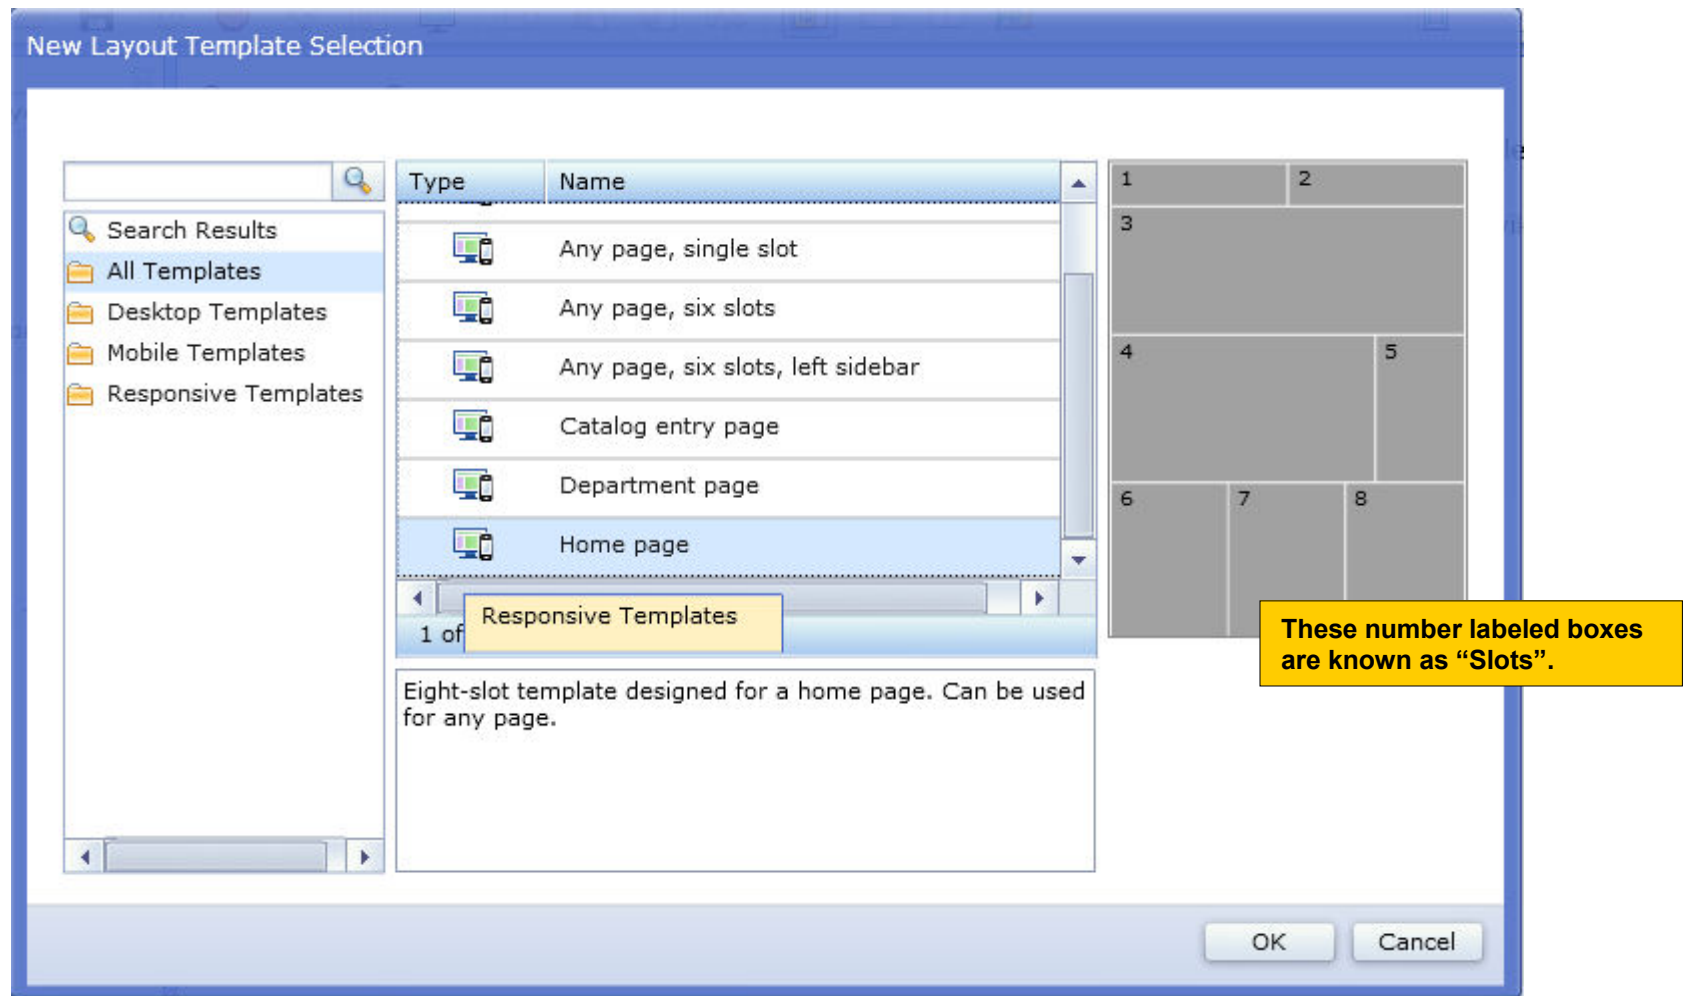 New Layout Template Selection
Search Results
All Templates
Desktop Templates
Mobile Templates
Responsive Templates
Type Name
Any page, single slot
Any page, six slots
Any page, six slots, left sidebar
Catalog entry page
Department page
Home page
Responsive Templates
1 of
Eight-slot template designed for a home page. Can be used
for any page.
1 2
3
4 5
6 7 8
These number labeled boxes
are known as “Slots”.
OK Cancel